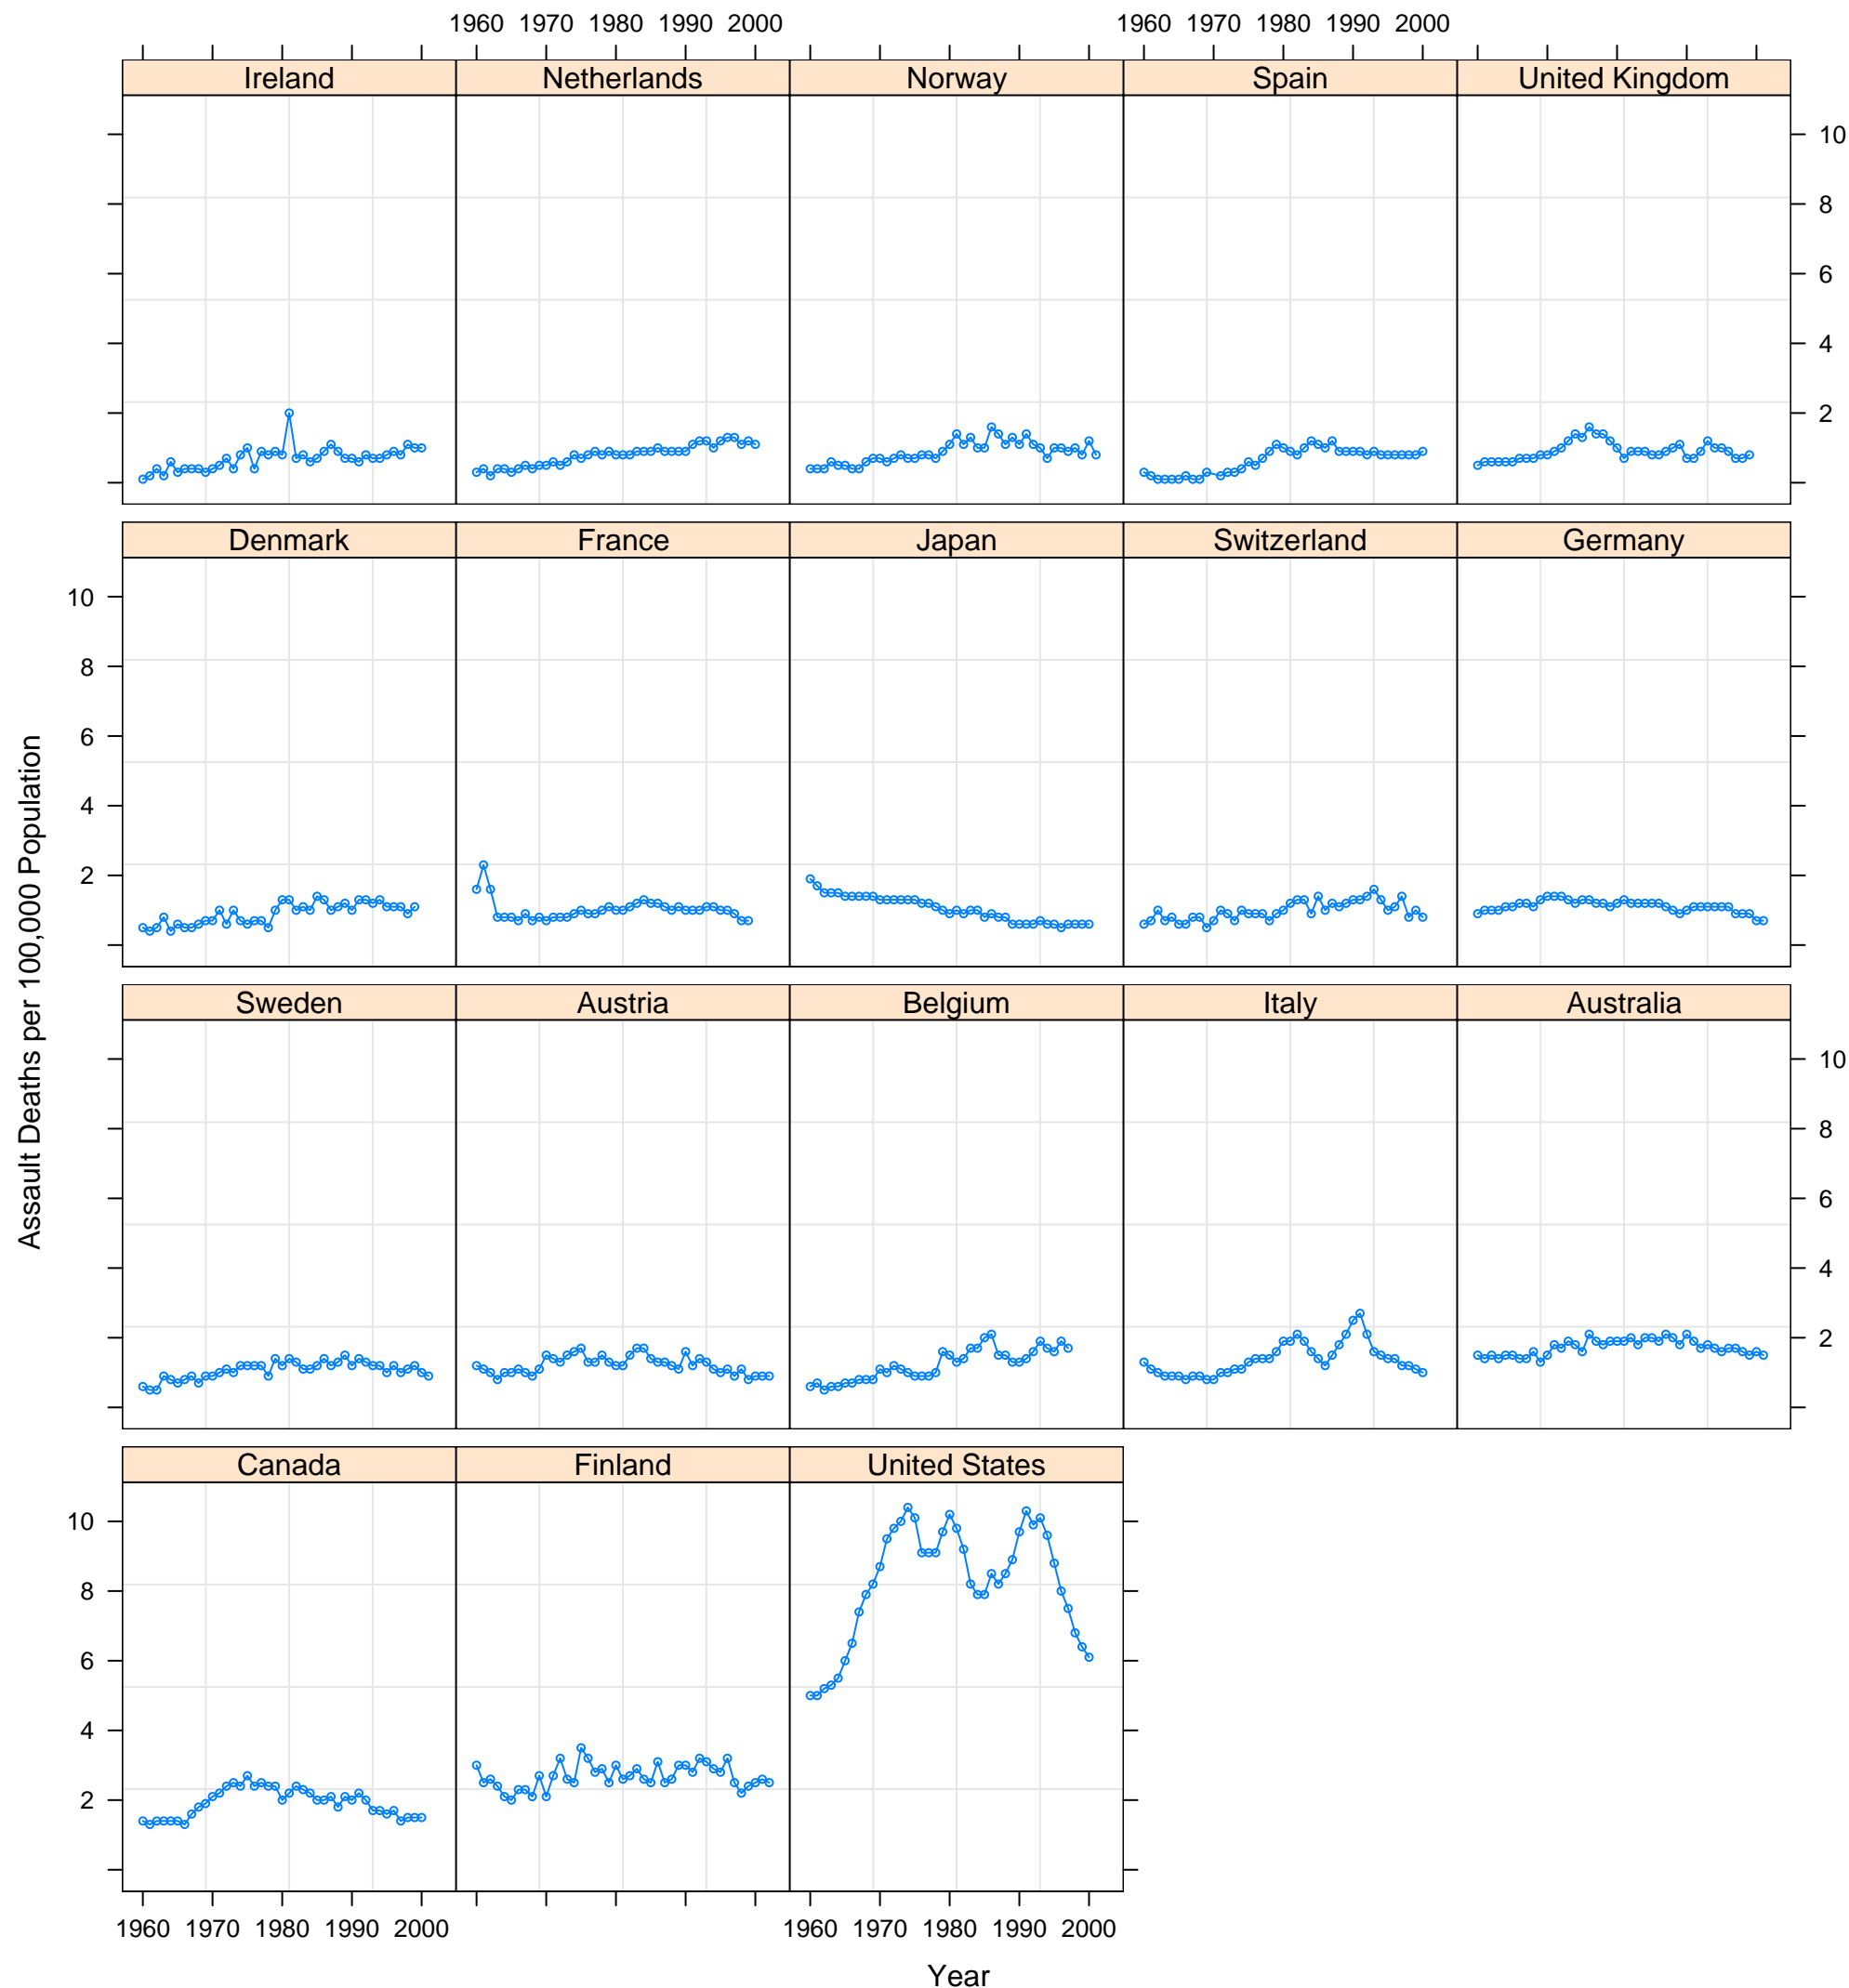 1960 1970 1980 1990 2000 1960 1970 1980 1990 2000
Ireland Netherlands Norway Spain United Kingdom
10
8
6
4
2
Denmark France Japan Switzerland Germany
10
8
6
4
2
Sweden Austria Belgium Italy Australia
10
8
6
4
2
Canada Finland United States
10
8
6
4
2
1960 1970 1980 1990 2000 1960 1970 1980 1990 2000
Year
Assault Deaths per 100,000 Population